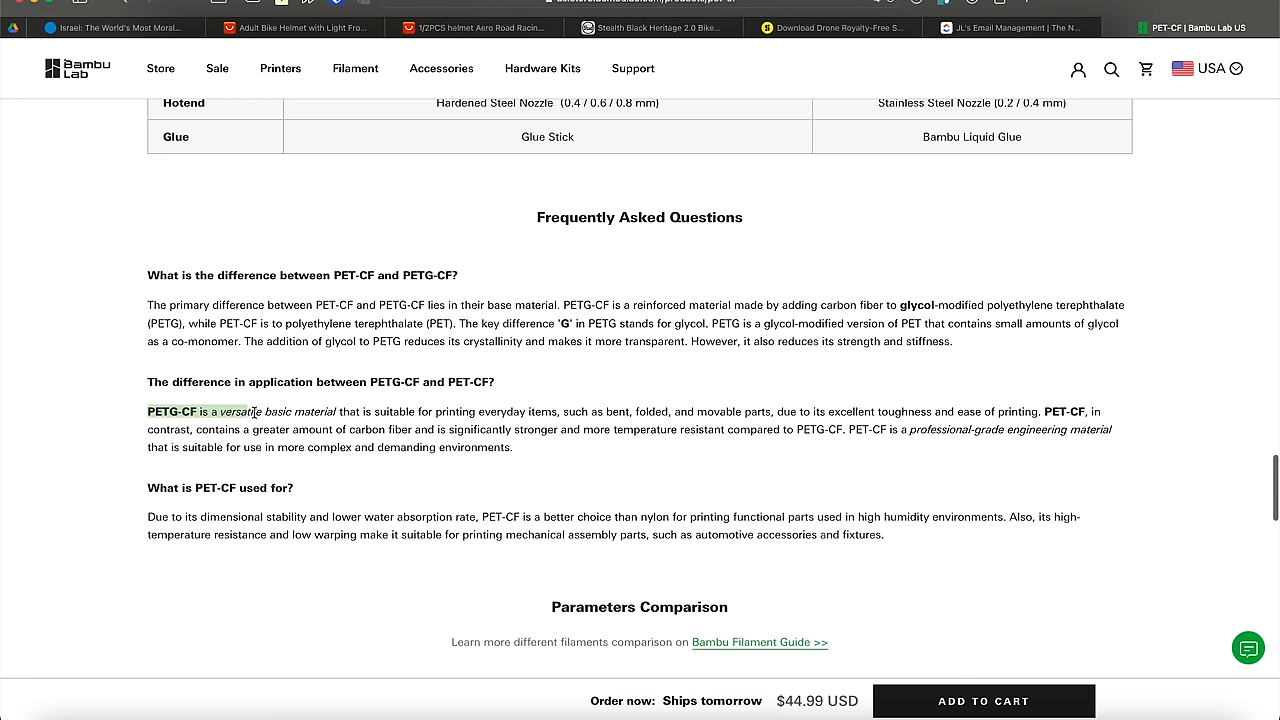 Israel: The World's Most Moral...
Adult Bike Helmet with Light Fro...
1/2PCS helmet Aero Road Racin...
Stealth Black Heritage 2.0 Bike...
Download Drone Royalty-Free S...
JL's Email Management | The N...
PET-CF | Bambu Lab US
Bambu
Lab
Store
Sale
Printers
Filament
Accessories
Hardware Kits
Support
USA
Hotend
Hardened Steel Nozzle (0.4 / 0.6 / 0.8 mm)
Stainless Steel Nozzle (0.2 / 0.4 mm)
Glue
Glue Stick
Bambu Liquid Glue
Frequently Asked Questions
What is the difference between PET-CF and PETG-CF?
The primary difference between PET-CF and PETG-CF lies in their base material. PETG-CF is a reinforced material made by adding carbon fiber to glycol-modified polyethylene terephthalate
(PETG), while PET-CF is to polyethylene terephthalate (PET). The key difference 'G' in PETG stands for glycol. PETG is a glycol-modified version of PET that contains small amounts of glycol
as a co-monomer. The addition of glycol to PETG reduces its crystallinity and makes it more transparent. However, it also reduces its strength and stiffness.
The difference in application between PETG-CF and PET-CF?
PETG-CF is a versatile basic material that is suitable for printing everyday items, such as bent, folded, and movable parts, due to its excellent toughness and ease of printing. PET-CF, in
contrast, contains a greater amount of carbon fiber and is significantly stronger and more temperature resistant compared to PETG-CF. PET-CF is a professional-grade engineering material
that is suitable for use in more complex and demanding environments.
What is PET-CF used for?
Due to its dimensional stability and lower water absorption rate, PET-CF is a better choice than nylon for printing functional parts used in high humidity environments. Also, its high-
temperature resistance and low warping make it suitable for printing mechanical assembly parts, such as automotive accessories and fixtures.
Parameters Comparison
Learn more different filaments comparison on Bambu Filament Guide >>
Order now: Ships tomorrow
$44.99 USD
ADD TO CART